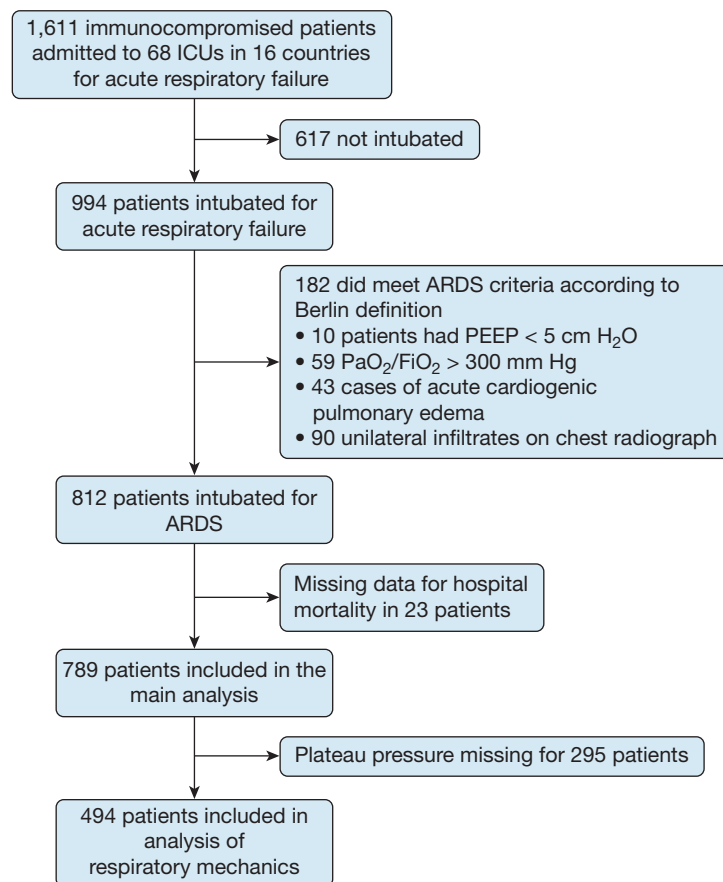 1,611 immunocompromised patients
admitted to 68 ICUs in 16 countries
for acute respiratory failure
617 not intubated
994 patients intubated for
acute respiratory failure
182 did meet ARDS criteria according to
Berlin definition
• 10 patients had PEEP < 5 cm H₂O
• 59 PaO₂/FiO₂ > 300 mm Hg
• 43 cases of acute cardiogenic
pulmonary edema
• 90 unilateral infiltrates on chest radiograph
812 patients intubated for
ARDS
Missing data for hospital
mortality in 23 patients
789 patients included in the
main analysis
Plateau pressure missing for 295 patients
494 patients included in
analysis of
respiratory mechanics